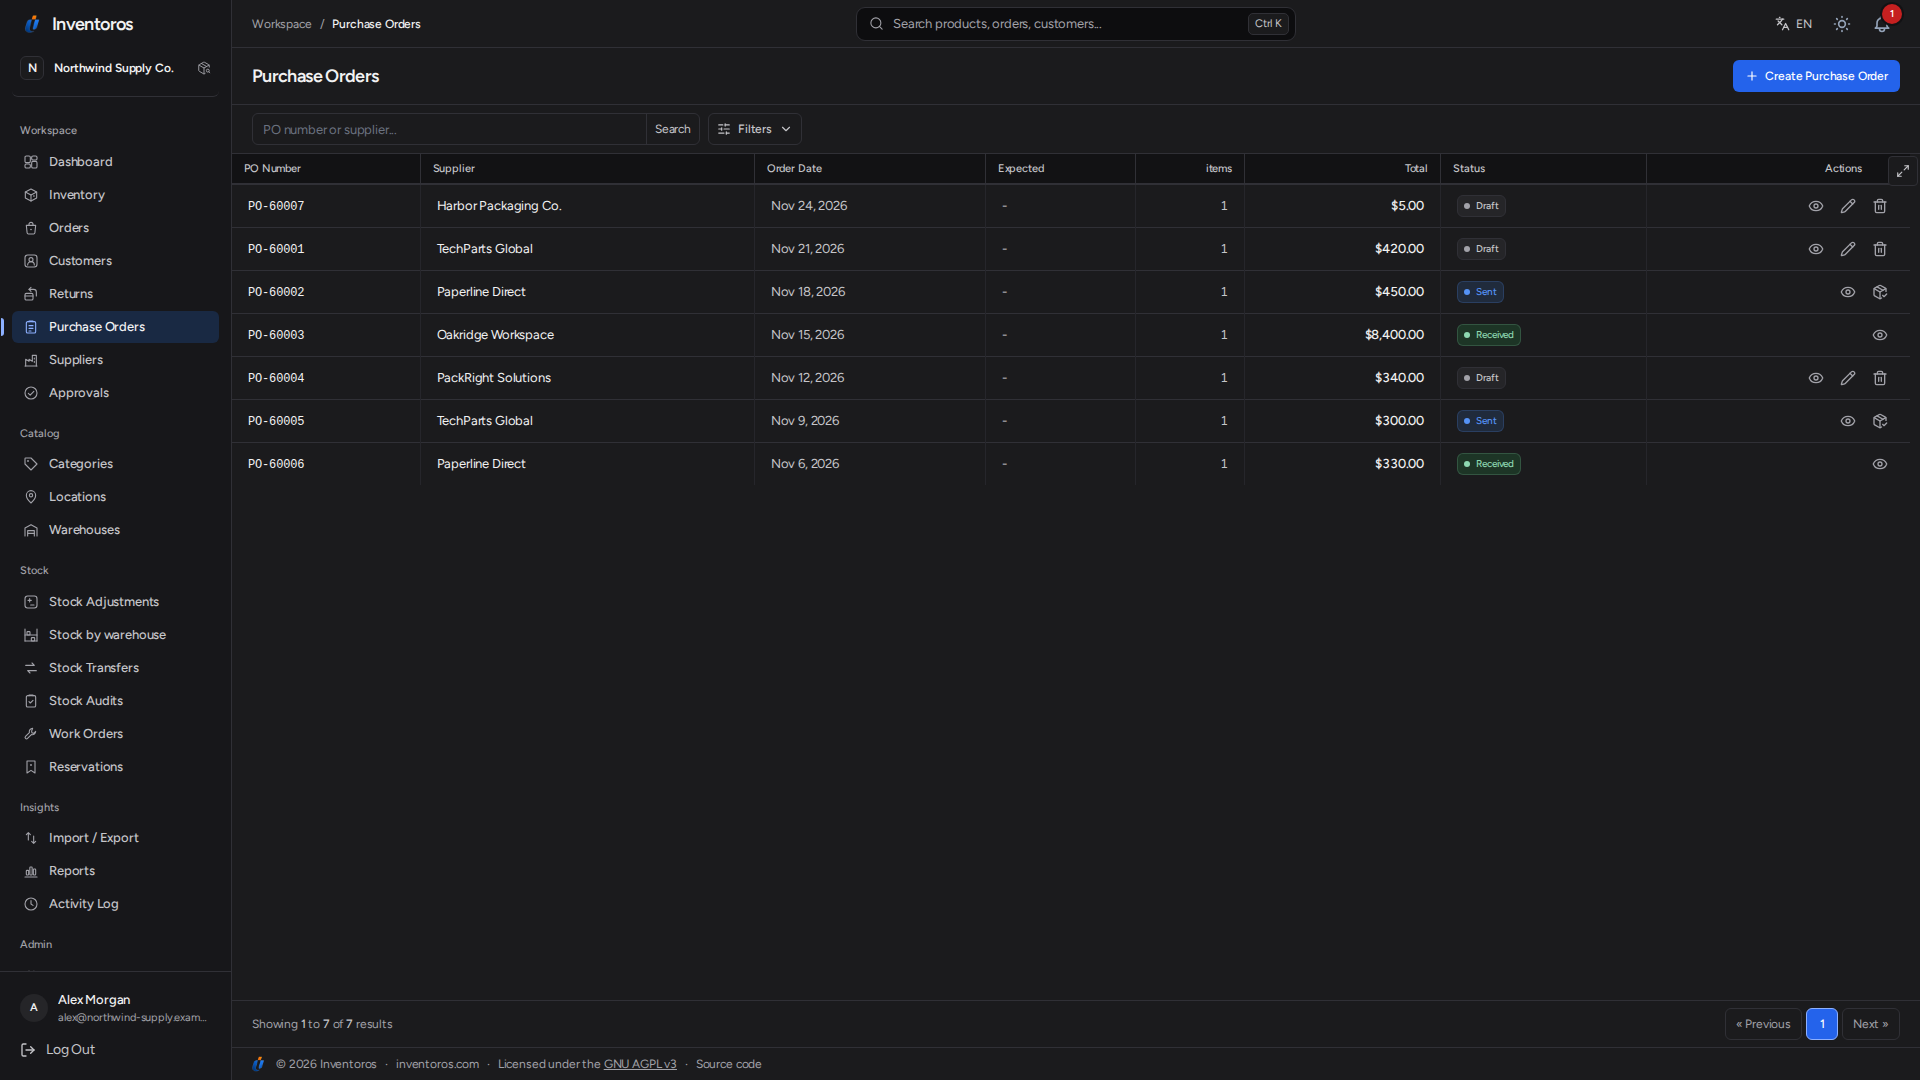 Inventoros
Workspace / Purchase Orders
Search products, orders, customers...
Ctrl K
EN
1
N
Northwind Supply Co.
Purchase Orders
Create Purchase Order
PO number or supplier...
Search
Filters
Workspace
Dashboard
Inventory
Orders
Customers
Returns
Purchase Orders
Suppliers
Approvals
Catalog
Categories
Locations
Warehouses
Stock
Stock Adjustments
Stock by warehouse
Stock Transfers
Stock Audits
Work Orders
Reservations
Insights
Import / Export
Reports
Activity Log
Admin
A
Alex Morgan
alex@northwind-supply.exam...
Log Out
PO Number Supplier Order Date Expected items Total Status Actions
PO-60007 Harbor Packaging Co. Nov 24, 2026 - 1 $5.00 Draft
PO-60001 TechParts Global Nov 21, 2026 - 1 $420.00 Draft
PO-60002 Paperline Direct Nov 18, 2026 - 1 $450.00 Sent
PO-60003 Oakridge Workspace Nov 15, 2026 - 1 $8,400.00 Received
PO-60004 PackRight Solutions Nov 12, 2026 - 1 $340.00 Draft
PO-60005 TechParts Global Nov 9, 2026 - 1 $300.00 Sent
PO-60006 Paperline Direct Nov 6, 2026 - 1 $330.00 Received
Showing 1 to 7 of 7 results
« Previous 1 Next »
© 2026 Inventoros · inventoros.com · Licensed under the GNU AGPL v3 · Source code